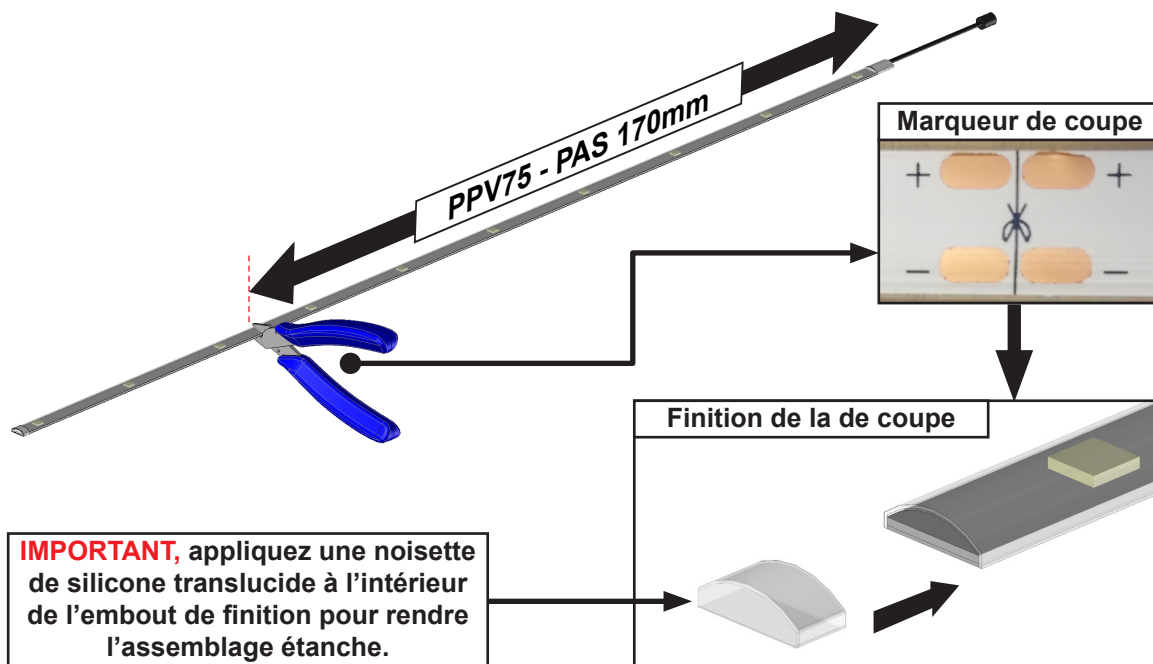 PPV75 - PAS 170mm
Marqueur de coupe
+ +
- -
Finition de la de coupe
IMPORTANT, appliquez une noisette
de silicone translucide à l’intérieur
de l’embout de finition pour rendre
l’assemblage étanche.